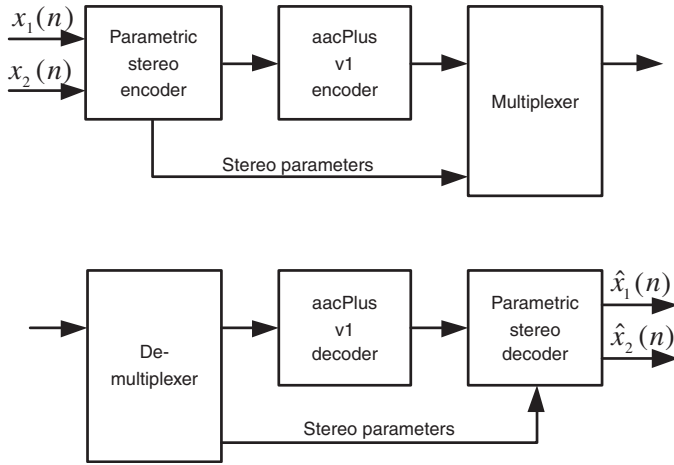 x₁(n)
x₂(n)
Parametric
stereo
encoder
aacPlus
v1
encoder
Multiplexer
Stereo parameters
De-
multiplexer
aacPlus
v1
decoder
Parametric
stereo
decoder
x̂₁(n)
x̂₂(n)
Stereo parameters